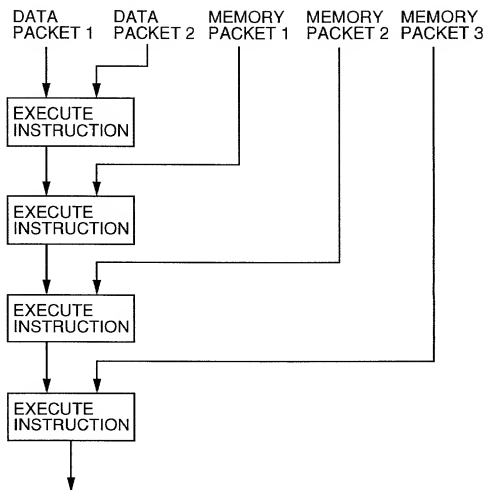 DATA PACKET 1
DATA PACKET 2
MEMORY PACKET 1
MEMORY PACKET 2
MEMORY PACKET 3
EXECUTE
INSTRUCTION
EXECUTE
INSTRUCTION
EXECUTE
INSTRUCTION
EXECUTE
INSTRUCTION